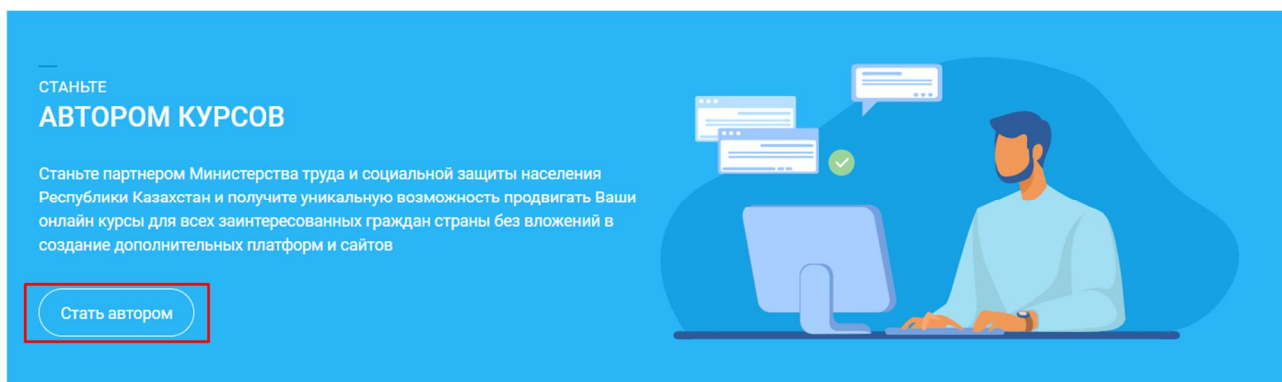 СТАНЬТЕ
АВТОРОМ КУРСОВ
Станьте партнером Министерства труда и социальной защиты населения
Республики Казахстан и получите уникальную возможность продвигать Ваши
онлайн курсы для всех заинтересованных граждан страны без вложений в
создание дополнительных платформ и сайтов
Стать автором